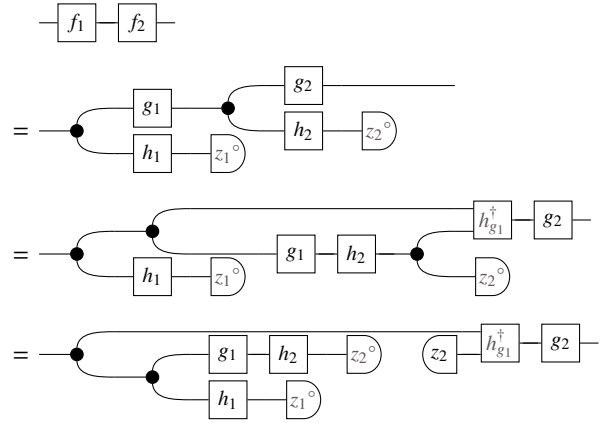 f₁ f₂
g₂
g₁
= h₂ z₂°
h₁ z₁°
h†g₁ g₂
= g₁ h₂
h₁ z₁° z₂°
= g₁ h₂ z₂° z₂ h†g₁ g₂
h₁ z₁°